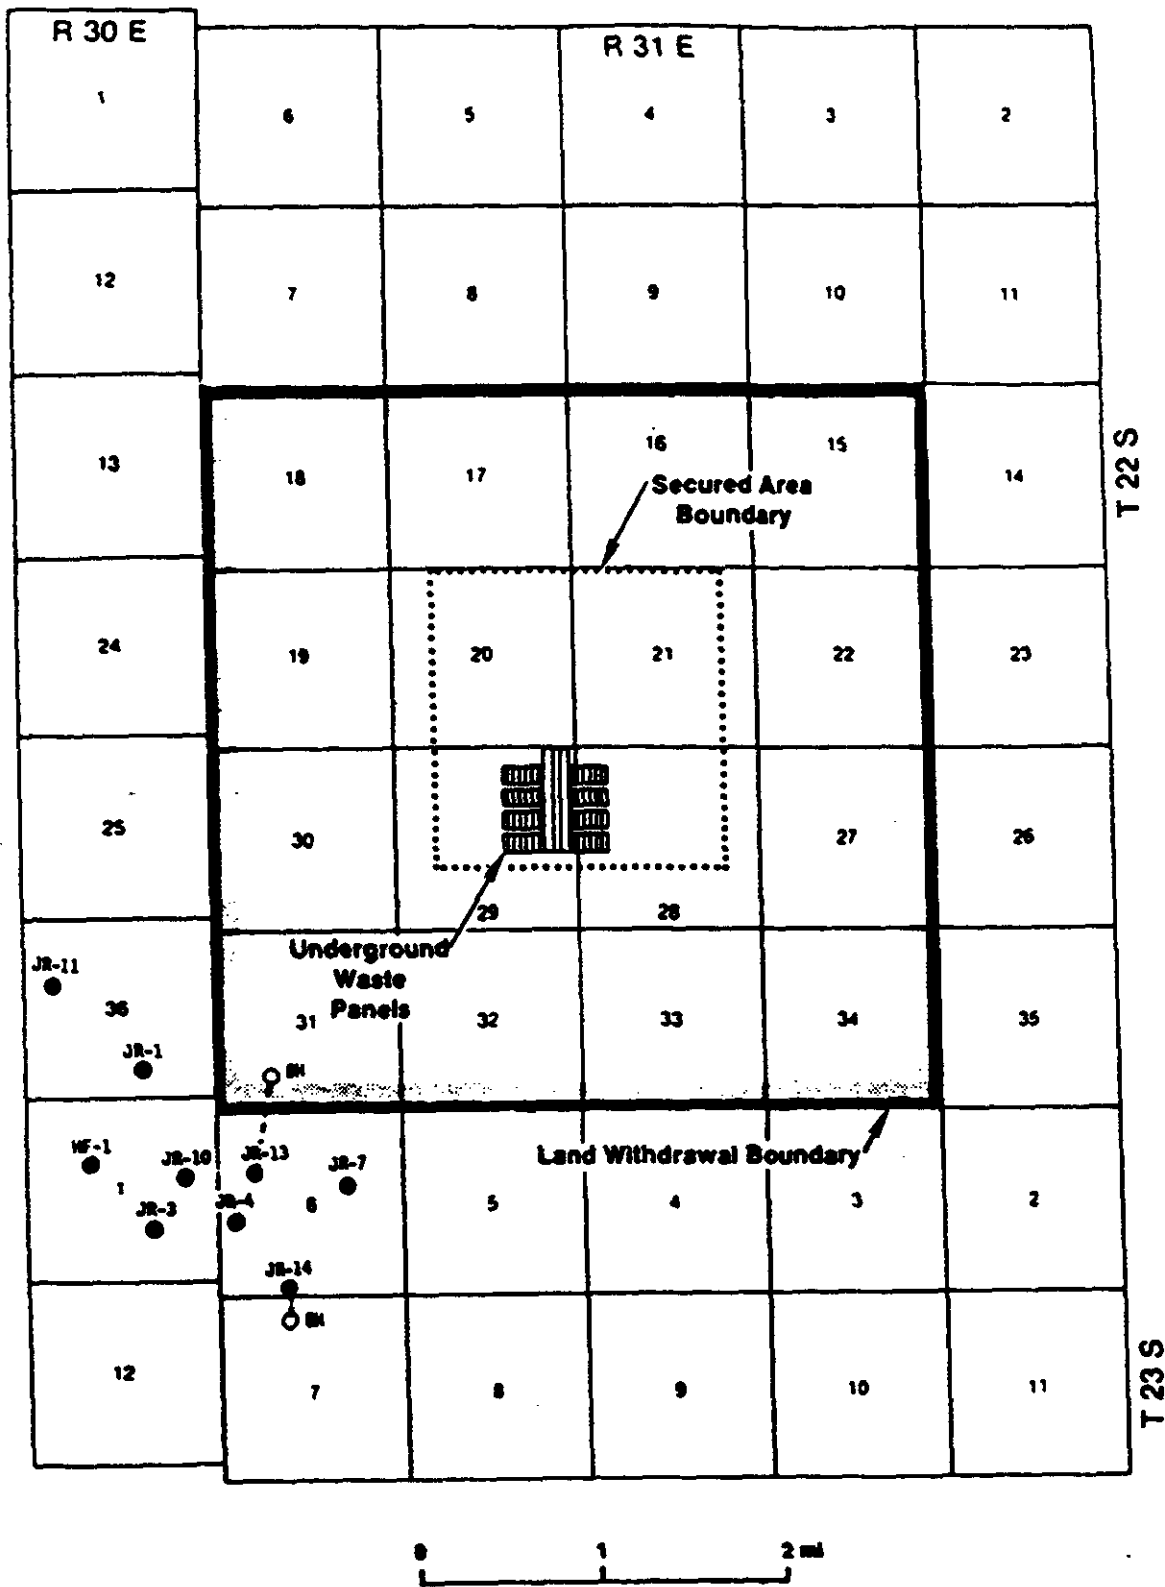 R 30 E
R 31 E
1
6
5
4
3
2
12
7
8
9
10
11
13
18
17
16
15
14
T 22 S
Secured Area
Boundary
24
19
20
21
22
23
25
30
27
26
29
28
Underground
Waste
Panels
JR-11
36
31
32
33
34
35
JR-1
BH
Land Withdrawal Boundary
WF-1
JR-10
JR-13
JR-7
1
JR-3
JR-4
6
5
4
3
2
JR-14
BH
12
7
8
9
10
11
T 23 S
0 1 2 mi